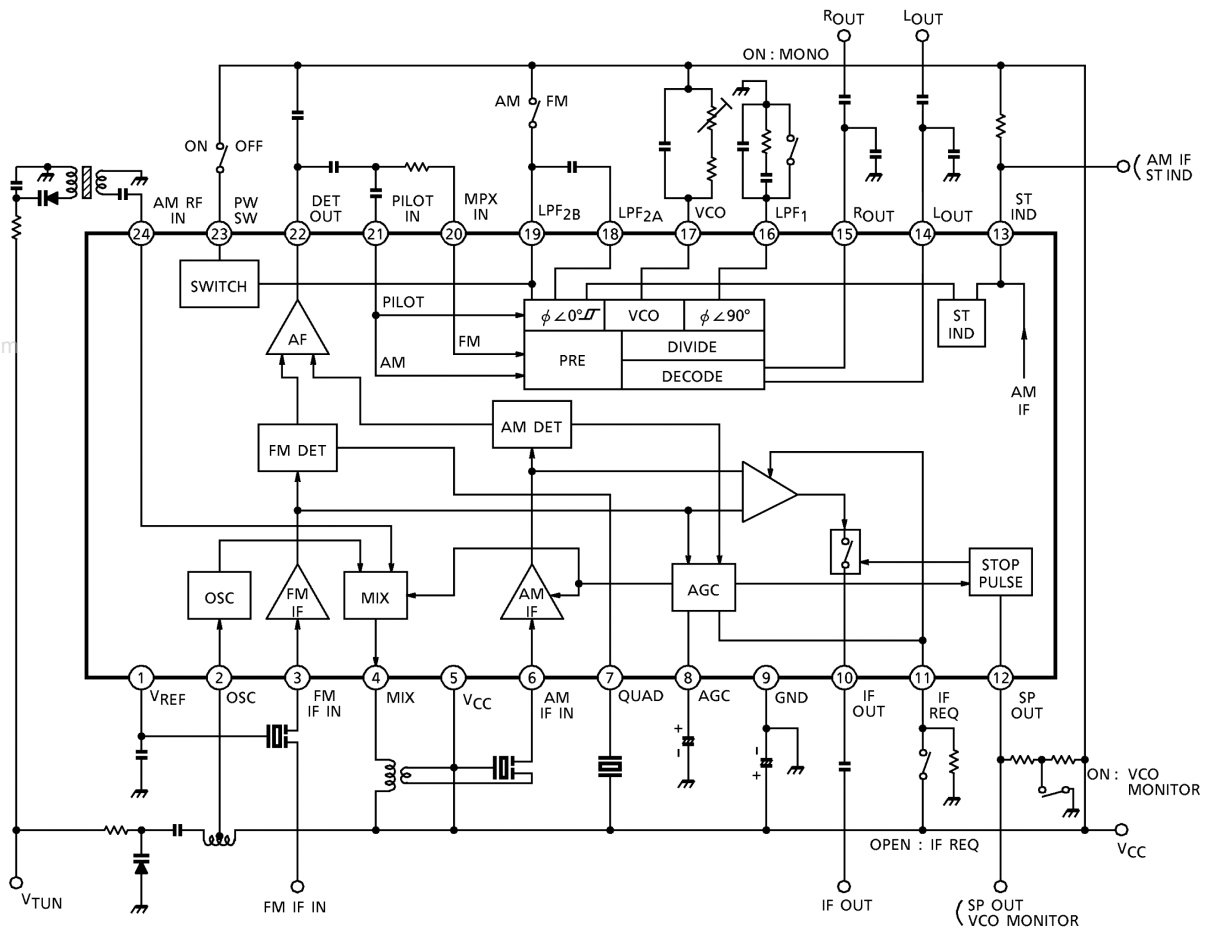 ROUT LOUT
ON : MONO
AM FM
ON OFF
AM IF
ST IND
AM RF
IN
PW
SW
DET
OUT
PILOT
IN
MPX
IN
LPF2B
LPF2A
VCO
LPF1
ROUT
LOUT
ST
IND
24 23 22 21 20 19 18 17 16 15 14 13
SWITCH
PILOT
AF
FM
AM
ϕ∠0°
VCO
ϕ∠90°
PRE
DIVIDE
DECODE
ST
IND
AM
IF
m
FM DET
AM DET
OSC
FM
IF
MIX
AM
IF
AGC
STOP
PULSE
1 2 3 4 5 6 7 8 9 10 11 12
VREF
OSC
FM
IF IN
MIX
VCC
AM
IF IN
QUAD
AGC
GND
IF
OUT
IF
REQ
SP
OUT
+
-
-
+
ON : VCO
MONITOR
OPEN : IF REQ
VCC
VTUN
FM IF IN
IF OUT
SP OUT
VCO MONITOR